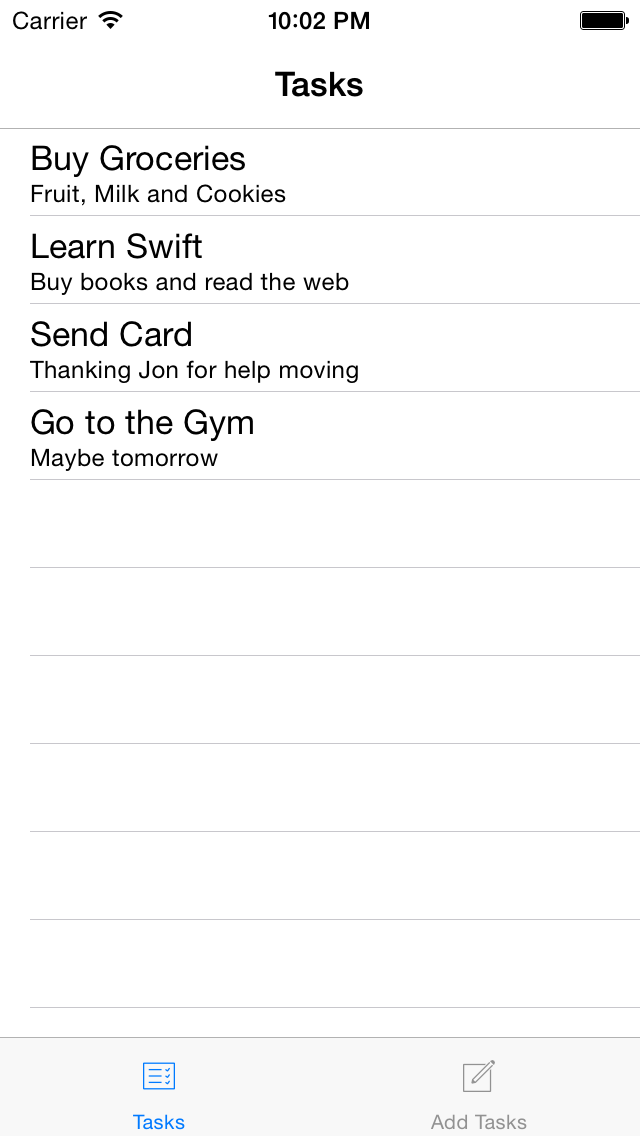 Carrier 10:02 PM
Tasks
Buy Groceries
Fruit, Milk and Cookies
Learn Swift
Buy books and read the web
Send Card
Thanking Jon for help moving
Go to the Gym
Maybe tomorrow
Tasks Add Tasks